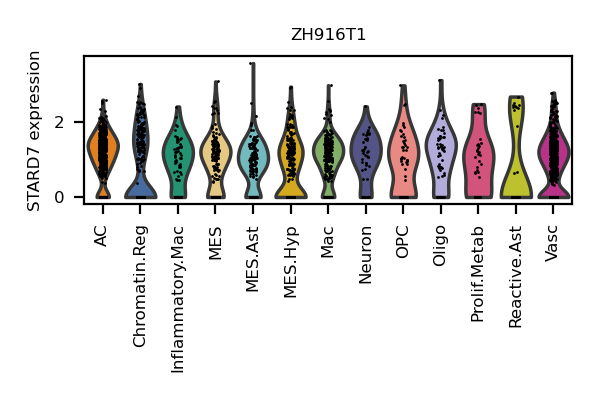 ZH916T1
STARD7 expression
2
0
AC
Chromatin.Reg
Inflammatory.Mac
MES
MES.Ast
MES.Hyp
Mac
Neuron
OPC
Oligo
Prolif.Metab
Reactive.Ast
Vasc